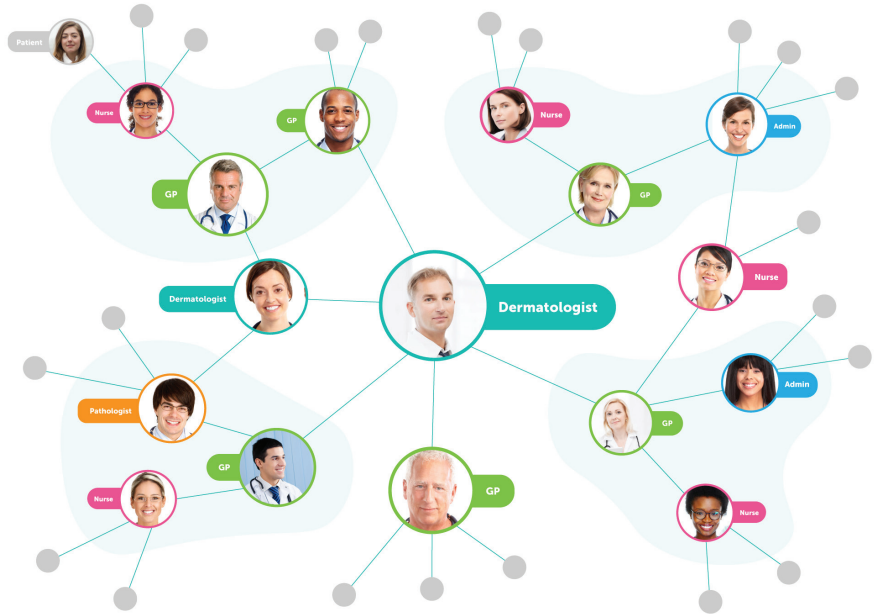 Patient
Nurse
GP
Nurse
Admin
GP
GP
Nurse
Dermatologist
Dermatologist
Admin
Pathologist
GP
GP
GP
Nurse
Nurse